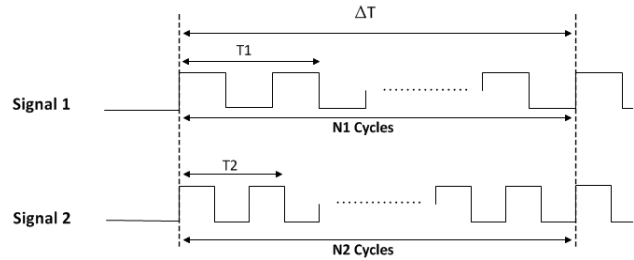 ΔT
T1
Signal 1
N1 Cycles
T2
Signal 2
N2 Cycles